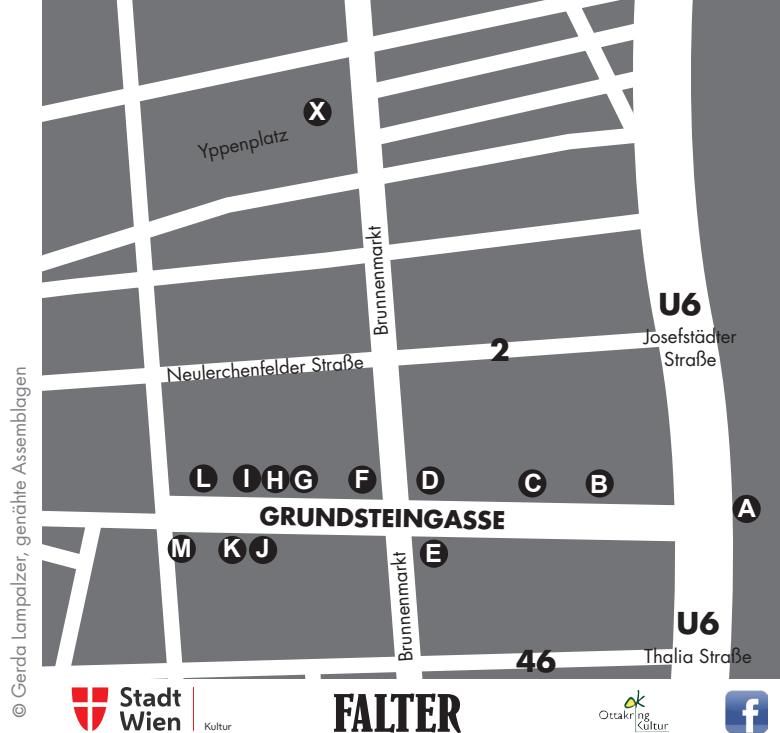 X
Yppenplatz
Brunnenmarkt
U6
Josefstädter
Straße
2
Neulerchenfelder Straße
L I H G F D C B
A
GRUNDSTEINGASSE
M K J E
Brunnenmarkt
U6
46
Thalia Straße
© Gerda Lampalzer, genähte Assemblagen
Stadt
Wien
Kultur
FALTER
ok
Ottakring
Kultur
f